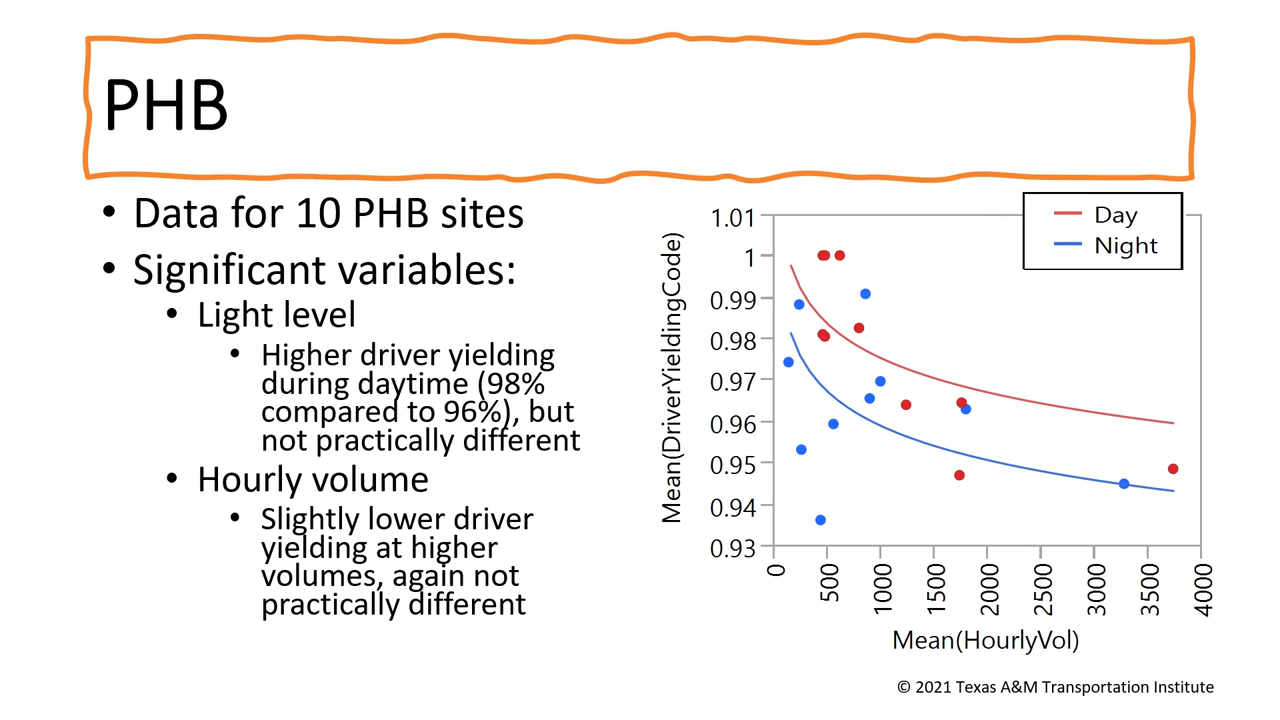 PHB
• Data for 10 PHB sites
• Significant variables:
• Light level
• Higher driver yielding
during daytime (98%
compared to 96%), but
not practically different
• Hourly volume
• Slightly lower driver
yielding at higher
volumes, again not
practically different
Day
Night
Mean(DriverYieldingCode)
1.01
1
0.99
0.98
0.97
0.96
0.95
0.94
0.93
0
500
1000
1500
2000
2500
3000
3500
4000
Mean(HourlyVol)
© 2021 Texas A&M Transportation Institute